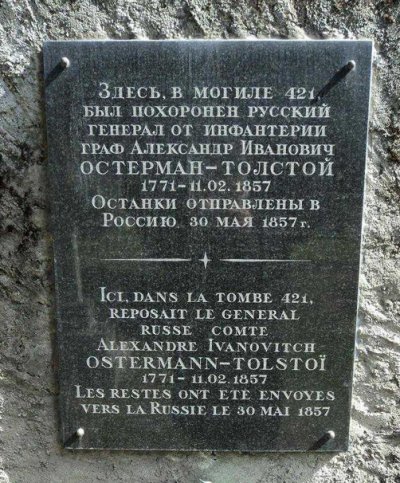 Здесь, в могиле 421,
был похоронен русский
генерал от инфантерии
граф Александр Иванович
ОСТЕРМАН-ТОЛСТОЙ
1771-11.02.1857
Останки отправлены в
Россию 30 мая 1857 г.
Ici, dans la tombe 421,
reposait le general
russe comte
Alexandre Ivanovitch
OSTERMANN-TOLSTOÏ
1771-11.02.1857
Les restes ont eté envoyes
vers la Russie le 30 mai 1857